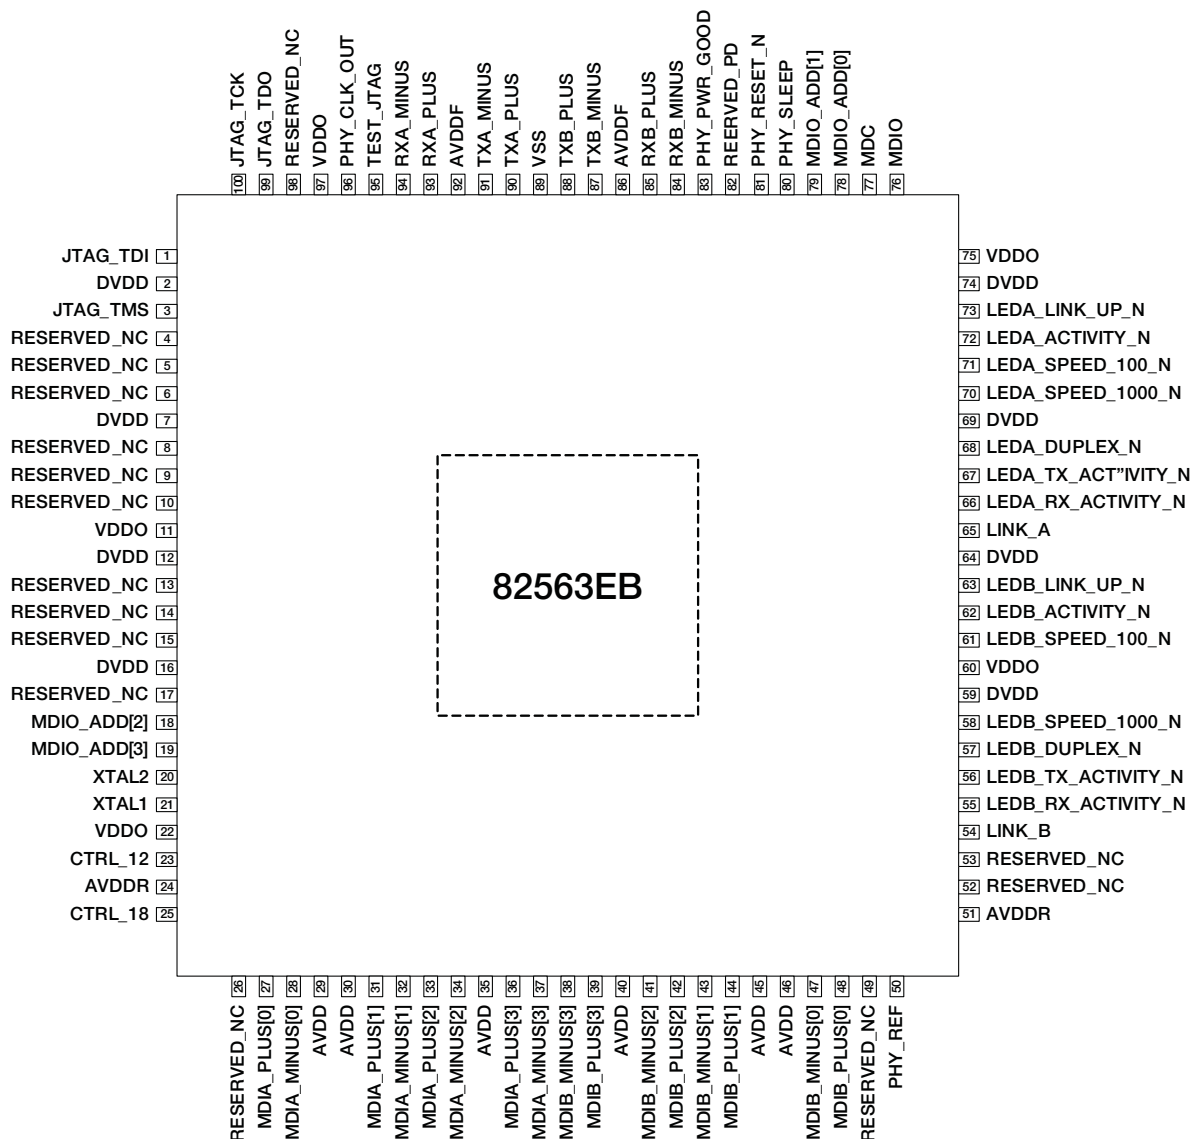 JTAG_TCK
JTAG_TDO
RESERVED_NC
VDDO
PHY_CLK_OUT
TEST_JTAG
RXA_MINUS
RXA_PLUS
AVDDF
TXA_MINUS
TXA_PLUS
VSS
TXB_PLUS
TXB_MINUS
AVDDF
RXB_PLUS
RXB_MINUS
PHY_PWR_GOOD
REERVED_PD
PHY_RESET_N
PHY_SLEEP
MDIO_ADD[1]
MDIO_ADD[0]
MDC
MDIO
100 99 98 97 96 95 94 93 92 91 90 89 88 87 86 85 84 83 82 81 80 79 78 77 76
JTAG_TDI 1
DVDD 2
JTAG_TMS 3
RESERVED_NC 4
RESERVED_NC 5
RESERVED_NC 6
DVDD 7
RESERVED_NC 8
RESERVED_NC 9
RESERVED_NC 10
VDDO 11
DVDD 12
RESERVED_NC 13
RESERVED_NC 14
RESERVED_NC 15
DVDD 16
RESERVED_NC 17
MDIO_ADD[2] 18
MDIO_ADD[3] 19
XTAL2 20
XTAL1 21
VDDO 22
CTRL_12 23
AVDDR 24
CTRL_18 25
82563EB
75 VDDO
74 DVDD
73 LEDA_LINK_UP_N
72 LEDA_ACTIVITY_N
71 LEDA_SPEED_100_N
70 LEDA_SPEED_1000_N
69 DVDD
68 LEDA_DUPLEX_N
67 LEDA_TX_ACT”IVITY_N
66 LEDA_RX_ACTIVITY_N
65 LINK_A
64 DVDD
63 LEDB_LINK_UP_N
62 LEDB_ACTIVITY_N
61 LEDB_SPEED_100_N
60 VDDO
59 DVDD
58 LEDB_SPEED_1000_N
57 LEDB_DUPLEX_N
56 LEDB_TX_ACTIVITY_N
55 LEDB_RX_ACTIVITY_N
54 LINK_B
53 RESERVED_NC
52 RESERVED_NC
51 AVDDR
26 27 28 29 30 31 32 33 34 35 36 37 38 39 40 41 42 43 44 45 46 47 48 49 50
RESERVED_NC
MDIA_PLUS[0]
MDIA_MINUS[0]
AVDD
AVDD
MDIA_PLUS[1]
MDIA_MINUS[1]
MDIA_PLUS[2]
MDIA_MINUS[2]
AVDD
MDIA_PLUS[3]
MDIA_MINUS[3]
MDIB_MINUS[3]
MDIB_PLUS[3]
AVDD
MDIB_MINUS[2]
MDIB_PLUS[2]
MDIB_MINUS[1]
MDIB_PLUS[1]
AVDD
AVDD
MDIB_MINUS[0]
MDIB_PLUS[0]
RESERVED_NC
PHY_REF